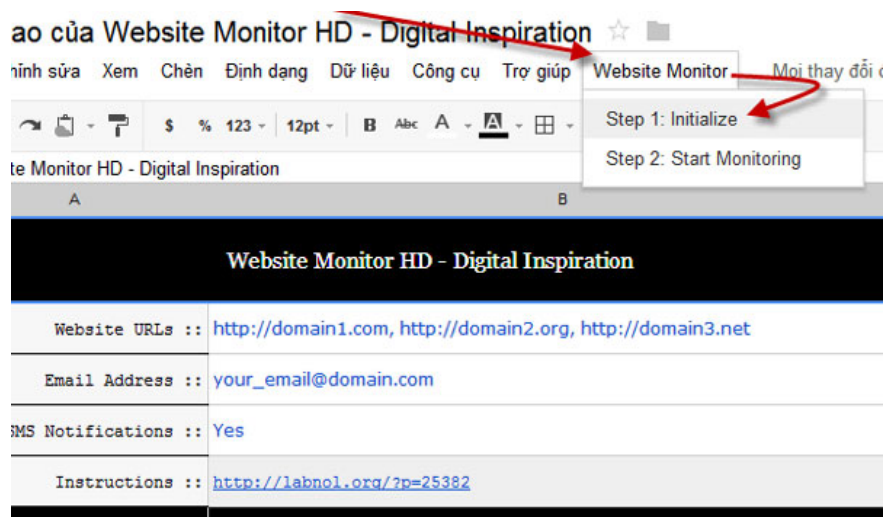 ao của Website Monitor HD - Digital Inspiration
hỉnh sửa Xem Chèn Định dạng Dữ liệu Công cụ Trợ giúp Website Monitor Mọi thay đổi
$ % 123 12pt B Abc A A
Step 1: Initialize
Step 2: Start Monitoring
te Monitor HD - Digital Inspiration
A B
Website Monitor HD - Digital Inspiration
Website URLs :: http://domain1.com, http://domain2.org, http://domain3.net
Email Address :: your_email@domain.com
SMS Notifications :: Yes
Instructions :: http://labnol.org/?p=25382